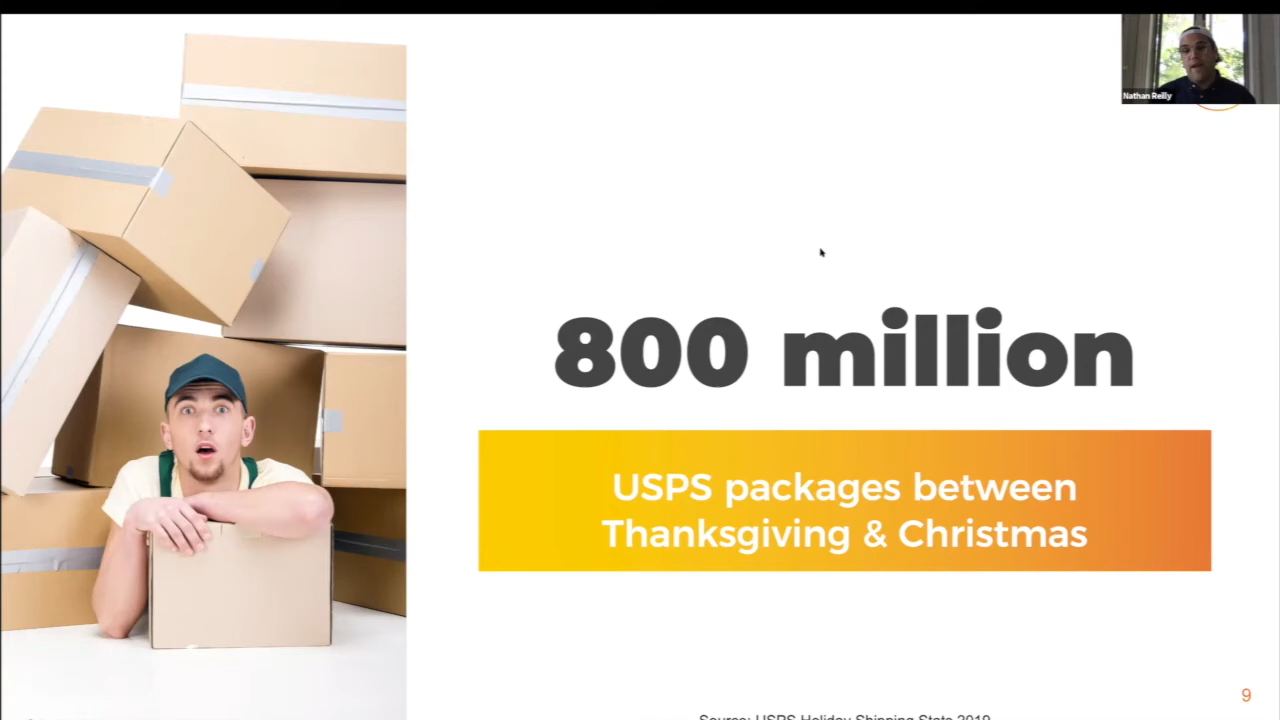 Nathan Reilly
800 million
USPS packages between
Thanksgiving & Christmas
9
Source: USPS Holiday Shipping Stats 2019